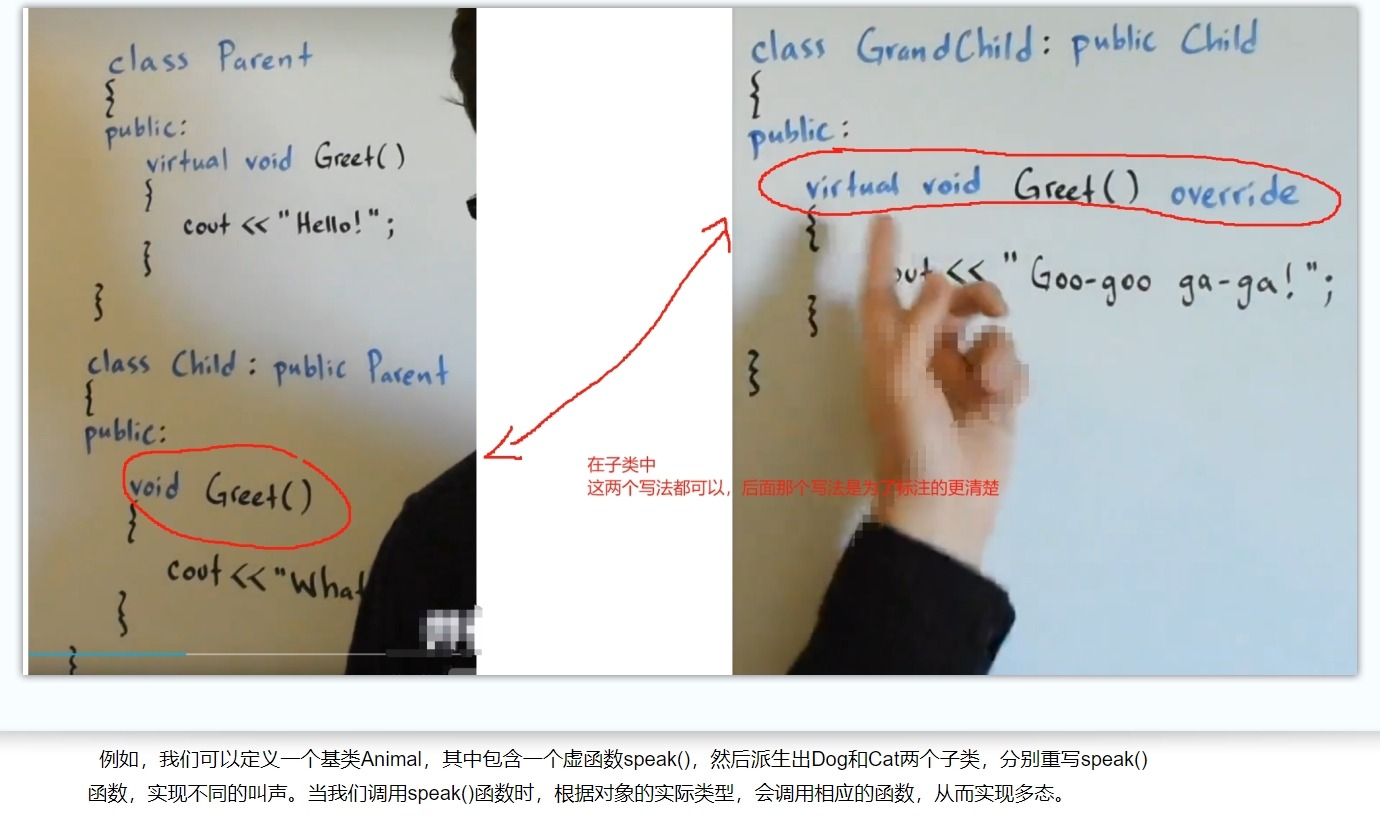 class Parent
{
public:
virtual void Greet()
{
cout << "Hello!";
}
}
class Child: public Parent
{
public:
void Greet()
{
cout << "What
}
}
class GrandChild: public Child
{
public:
virtual void Greet() override
{
out << "Goo-goo ga-ga!";
}
}
在子类中
这两个写法都可以，后面那个写法是为了标注的更清楚
例如，我们可以定义一个基类Animal，其中包含一个虚函数speak()，然后派生出Dog和Cat两个子类，分别重写speak()
函数，实现不同的叫声。当我们调用speak()函数时，根据对象的实际类型，会调用相应的函数，从而实现多态。